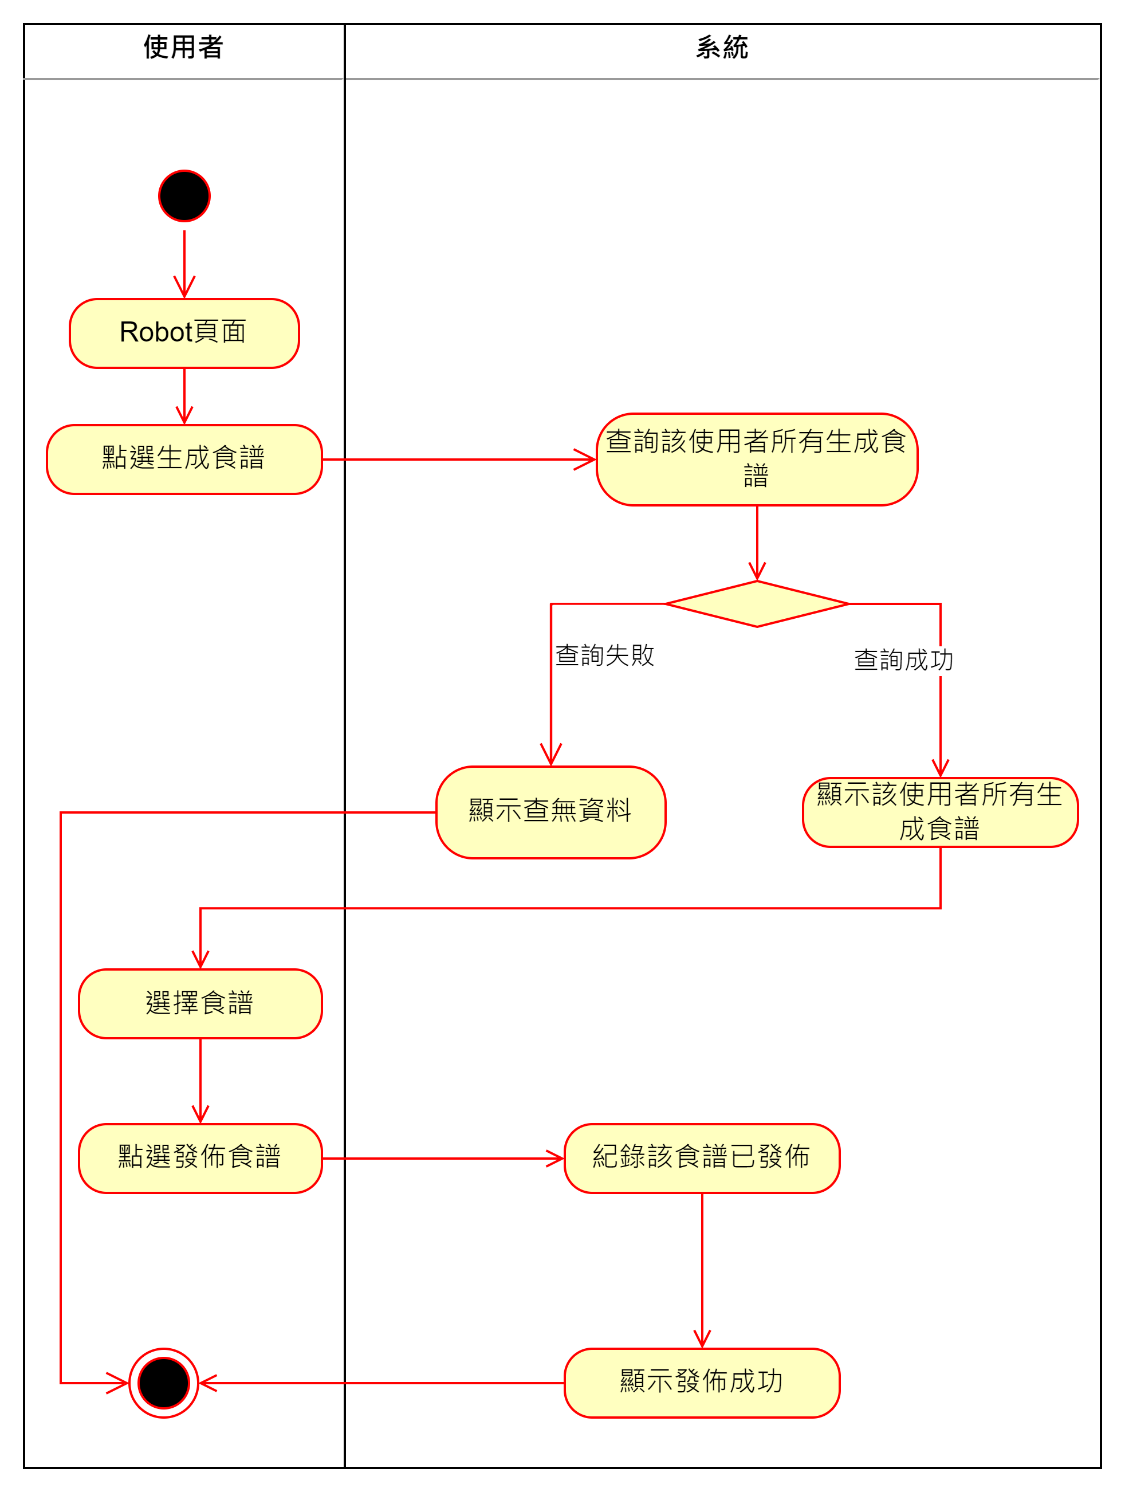 使用者
系統
Robot頁面
點選生成食譜
查詢該使用者所有生成食
譜
查詢失敗
查詢成功
顯示查無資料
顯示該使用者所有生
成食譜
選擇食譜
點選發佈食譜
紀錄該食譜已發佈
顯示發佈成功